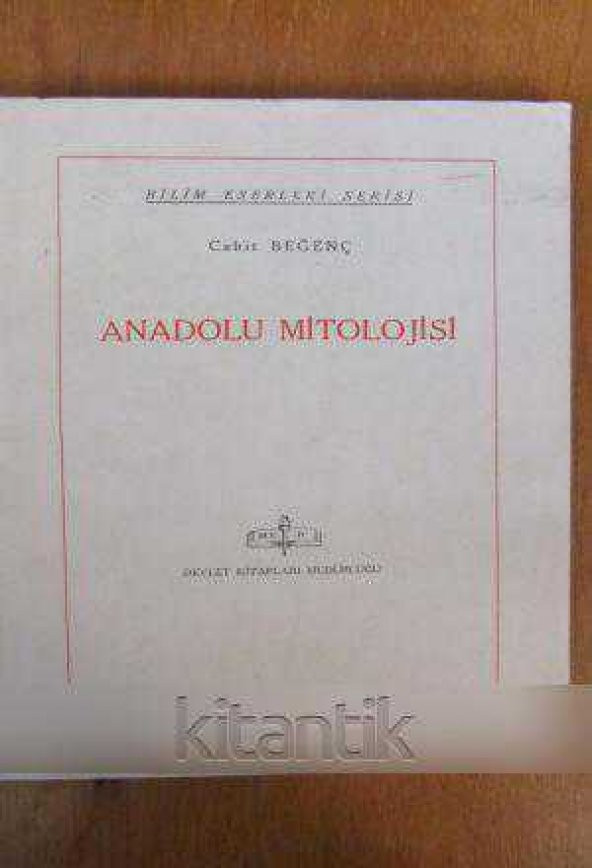 BİLİM ESERLERİ SERİSİ
Cahit BEĞENÇ
ANADOLU MİTOLOJİSİ
DEVLET KİTAPLARI MÜDÜRLÜĞÜ
kitantik